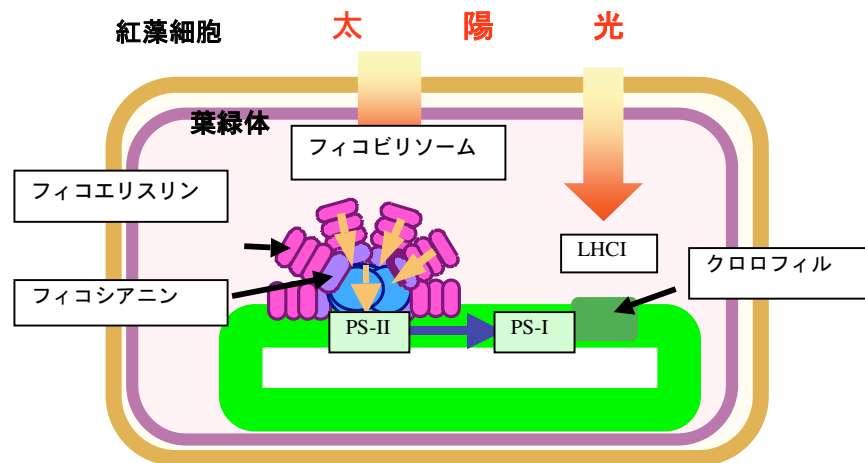 紅藻細胞
太陽光
葉緑体
フィコビリソーム
フィコエリスリン
LHCI
クロロフィル
フィコシアニン
PS-II
PS-I